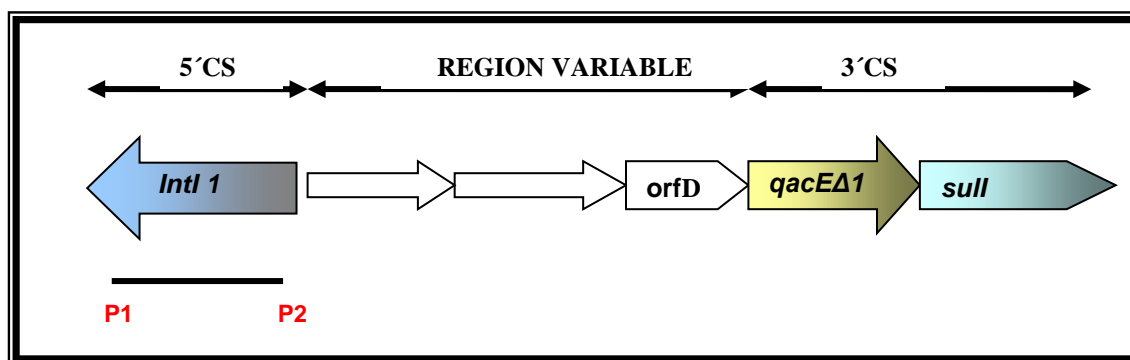 5´CS REGION VARIABLE 3´CS
IntI 1 orfD qacEΔ1 sulI
P1 P2